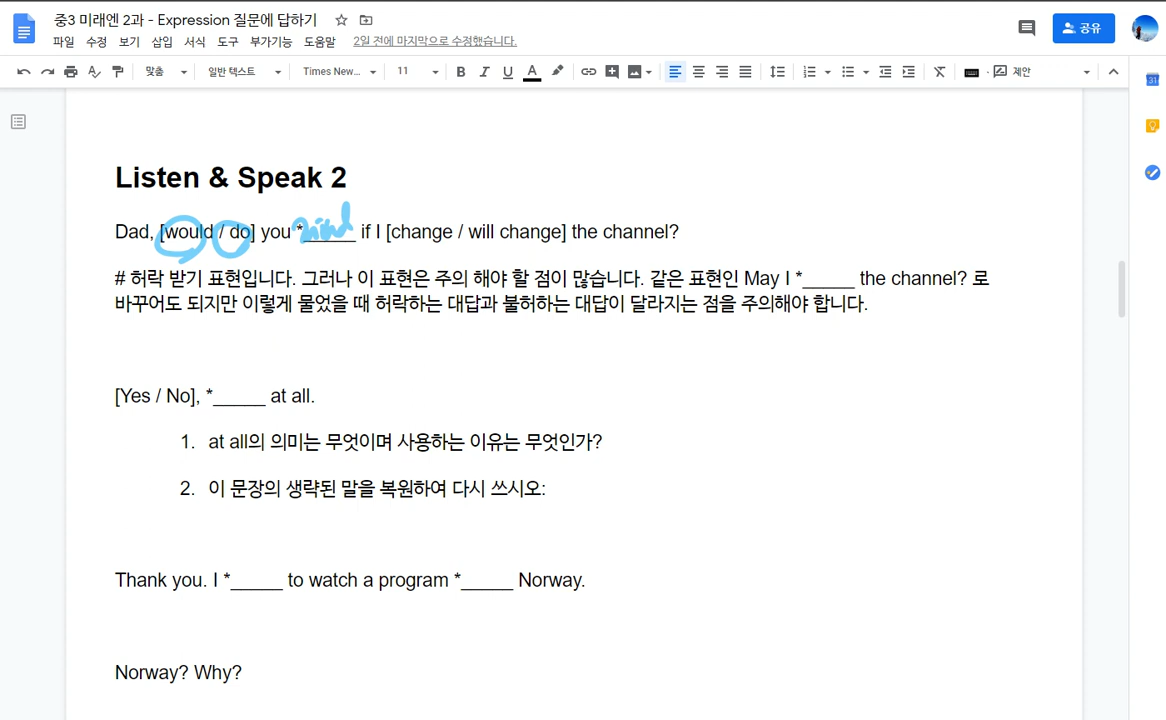 중3 미래엔 2과 - Expression 질문에 답하기
파일 수정 보기 삽입 서식 도구 부가기능 도움말 2일 전에 마지막으로 수정했습니다.
공유
맞춤 일반 텍스트 Times New... 11 B I U A 제안
31
Listen & Speak 2
Dad, [would / do] you *_____ if I [change / will change] the channel?
mind
# 허락 받기 표현입니다. 그러나 이 표현은 주의 해야 할 점이 많습니다. 같은 표현인 May I *_____ the channel? 로
바꾸어도 되지만 이렇게 물었을 때 허락하는 대답과 불허하는 대답이 달라지는 점을 주의해야 합니다.
[Yes / No], *_____ at all.
1. at all의 의미는 무엇이며 사용하는 이유는 무엇인가?
2. 이 문장의 생략된 말을 복원하여 다시 쓰시오:
Thank you. I *_____ to watch a program *_____ Norway.
Norway? Why?